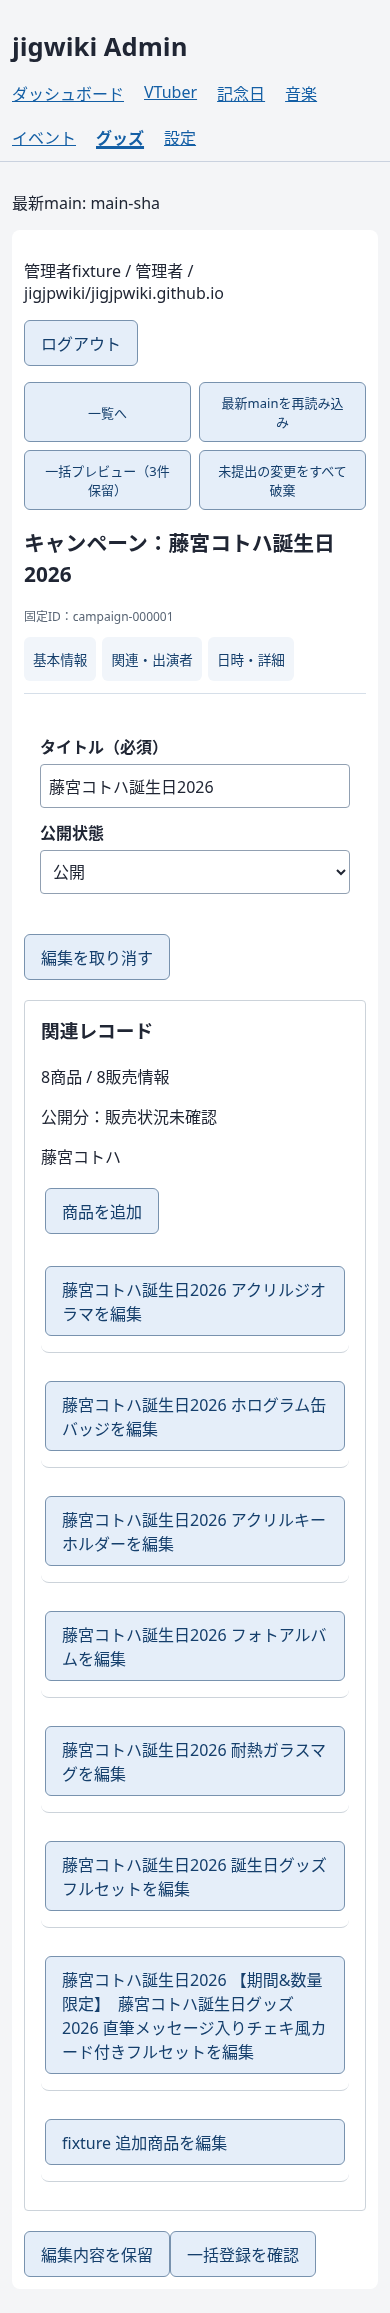 jigwiki Admin
ダッシュボード VTuber 記念日 音楽
イベント グッズ 設定
最新main: main-sha
管理者fixture / 管理者 /
jigjpwiki/jigjpwiki.github.io
ログアウト
一覧へ
最新mainを再読み込
み
一括プレビュー（3件
保留）
未提出の変更をすべて
破棄
キャンペーン：藤宮コトハ誕生日
2026
固定ID：campaign-000001
基本情報 関連・出演者 日時・詳細
タイトル（必須）
藤宮コトハ誕生日2026
公開状態
公開
編集を取り消す
関連レコード
8商品 / 8販売情報
公開分：販売状況未確認
藤宮コトハ
商品を追加
藤宮コトハ誕生日2026 アクリルジオ
ラマを編集
藤宮コトハ誕生日2026 ホログラム缶
バッジを編集
藤宮コトハ誕生日2026 アクリルキー
ホルダーを編集
藤宮コトハ誕生日2026 フォトアルバ
ムを編集
藤宮コトハ誕生日2026 耐熱ガラスマ
グを編集
藤宮コトハ誕生日2026 誕生日グッズ
フルセットを編集
藤宮コトハ誕生日2026 【期間&数量
限定】 藤宮コトハ誕生日グッズ
2026 直筆メッセージ入りチェキ風カ
ード付きフルセットを編集
fixture 追加商品を編集
編集内容を保留 一括登録を確認